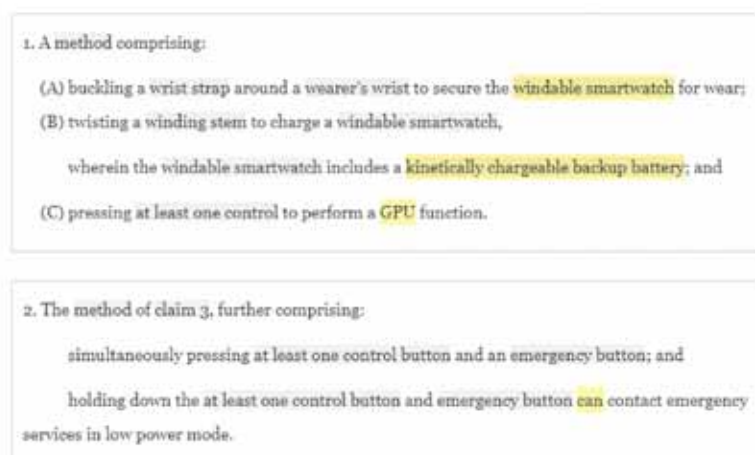 1. A method comprising:
(A) buckling a wrist strap around a wearer's wrist to secure the windable smartwatch for wear;
(B) twisting a winding stem to charge a windable smartwatch,
wherein the windable smartwatch includes a kinetically chargeable backup battery; and
(C) pressing at least one control to perform a GPU function.
2. The method of claim 3, further comprising:
simultaneously pressing at least one control button and an emergency button; and
holding down the at least one control button and emergency button can contact emergency
services in low power mode.